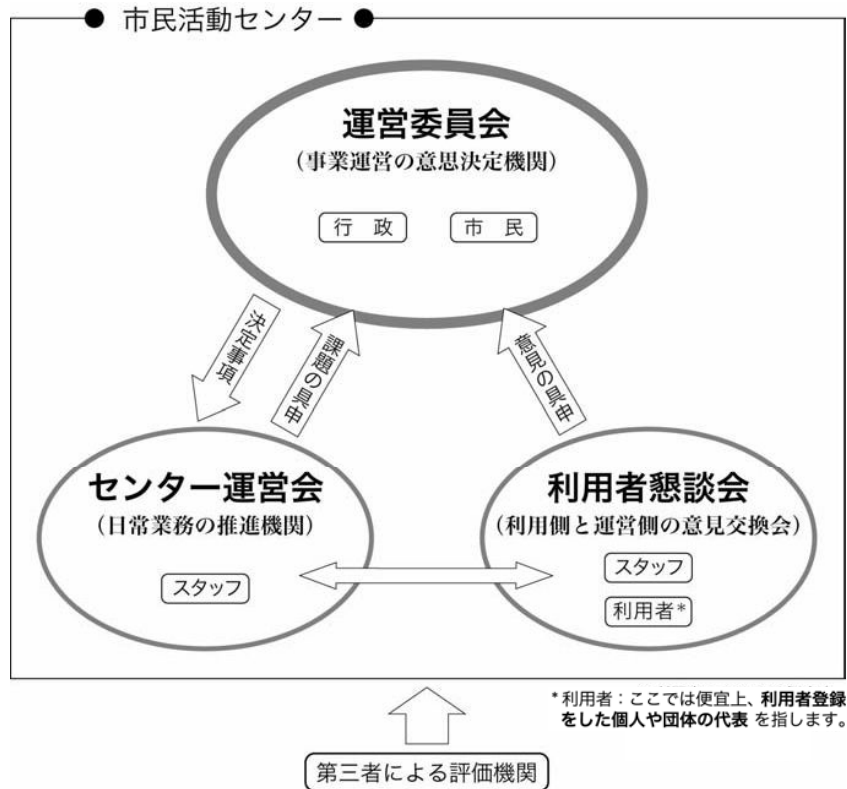 ● 市民活動センター ●
運営委員会
(事業運営の意思決定機関)
行 政
市 民
決定事項
課題の具申
意見の具申
センター運営会
(日常業務の推進機関)
スタッフ
利用者懇談会
(利用側と運営側の意見交換会)
スタッフ
利用者*
*利用者：ここでは便宜上、利用者登録
をした個人や団体の代表 を指します。
第三者による評価機関